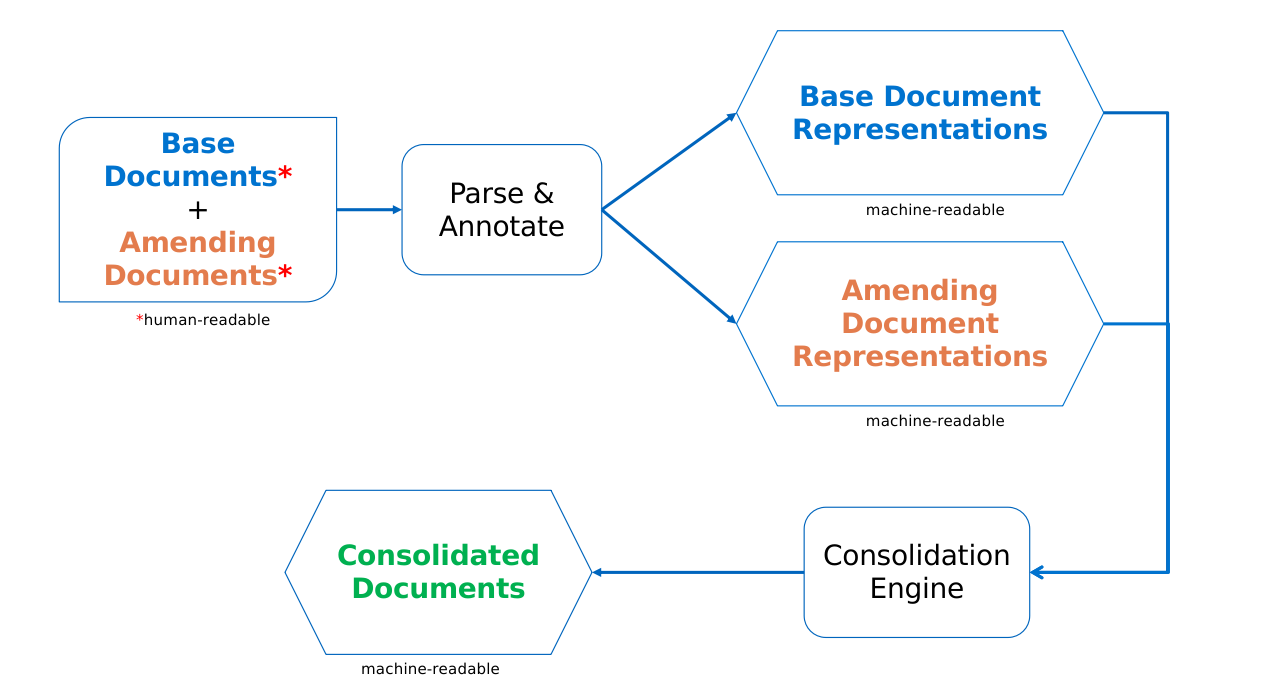 Base
Documents*
+
Amending
Documents*
*human-readable
Parse &
Annotate
Base Document
Representations
machine-readable
Amending
Document
Representations
machine-readable
Consolidation
Engine
Consolidated
Documents
machine-readable